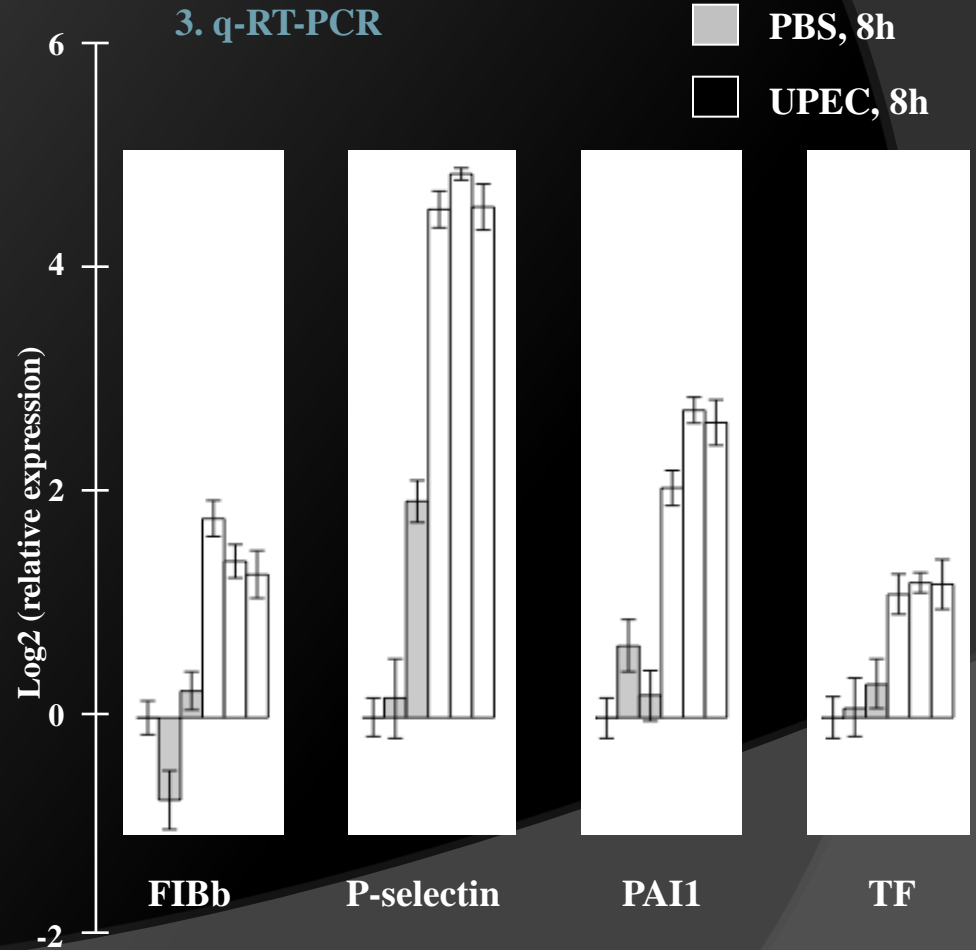 3. q-RT-PCR
PBS, 8h
UPEC, 8h
Log2 (relative expression)
6
4
2
0
-2
FIBb
P-selectin
PAI1
TF